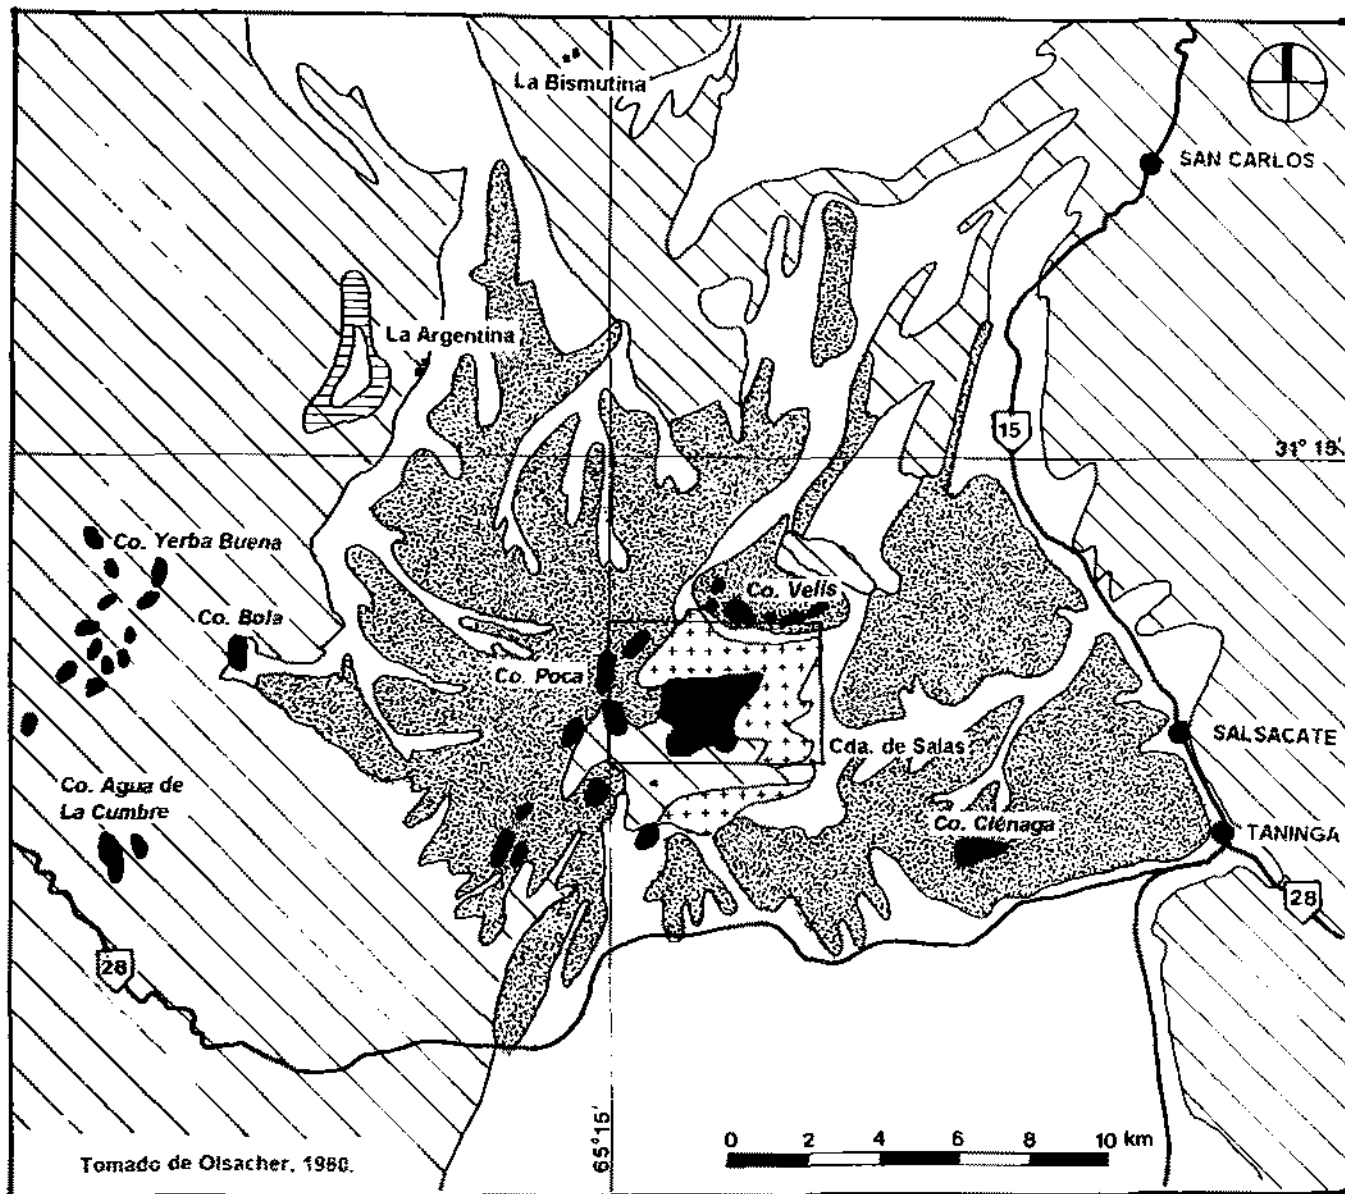 La Bismutina
SAN CARLOS
La Argentina
15
31° 15'
Co. Yerba Buena
Co. Bola
Co. Velis
Co. Poca
Cda. de Salas
SALSACATE
Co. Agua de
La Cumbre
Co. Ciénaga
TANINGA
28
28
65°15'
0 2 4 6 8 10 km
Tomado de Olsacher, 1960.